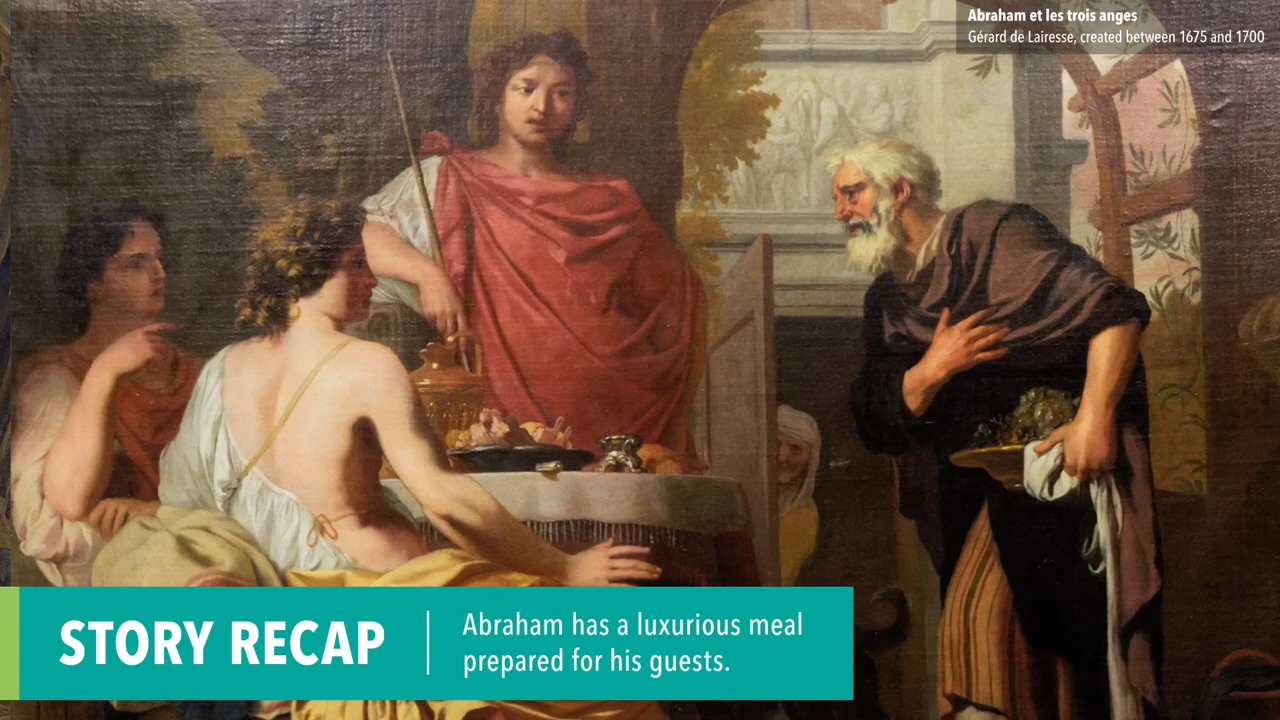 Abraham et les trois anges
Gérard de Lairesse, created between 1675 and 1700
STORY RECAP
Abraham has a luxurious meal
prepared for his guests.